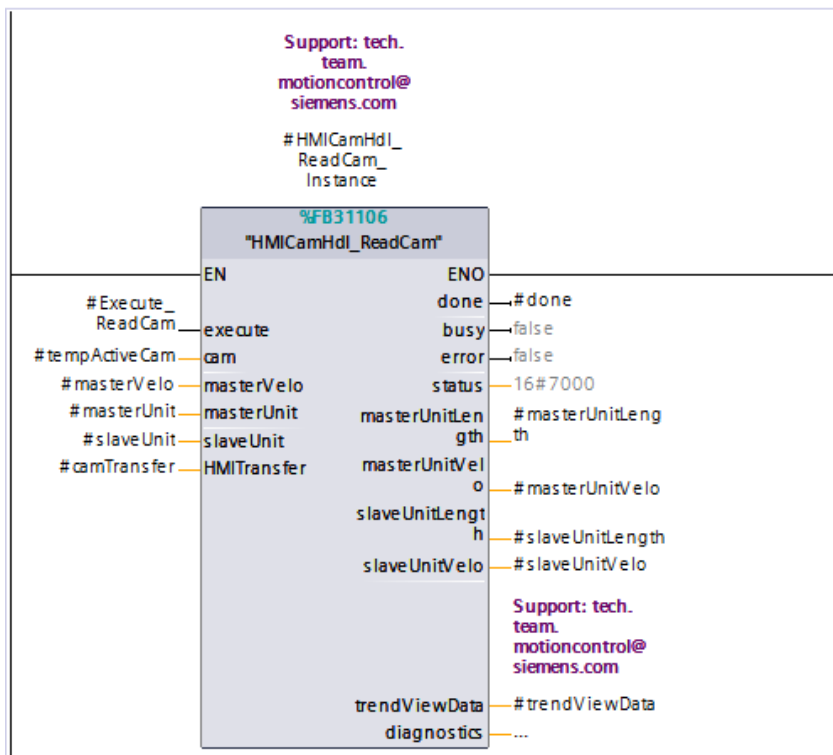 Support: tech.
team.
motioncontrol@
siemens.com
#HMICamHdl_
ReadCam_
Instance
%FB31106
"HMICamHdl_ReadCam"
EN
ENO
done
#done
#Execute_
ReadCam
execute
busy
false
#tempActiveCam
cam
error
false
#masterVelo
masterVelo
status
16#7000
#masterUnit
masterUnit
masterUnitLen
gth
#masterUnitLeng
th
#slaveUnit
slaveUnit
#camTransfer
HMITransfer
masterUnitVel
o
#masterUnitVelo
slaveUnitLengt
h
#slaveUnitLength
slaveUnitVelo
#slaveUnitVelo
Support: tech.
team.
motioncontrol@
siemens.com
trendViewData
#trendViewData
diagnostics
...